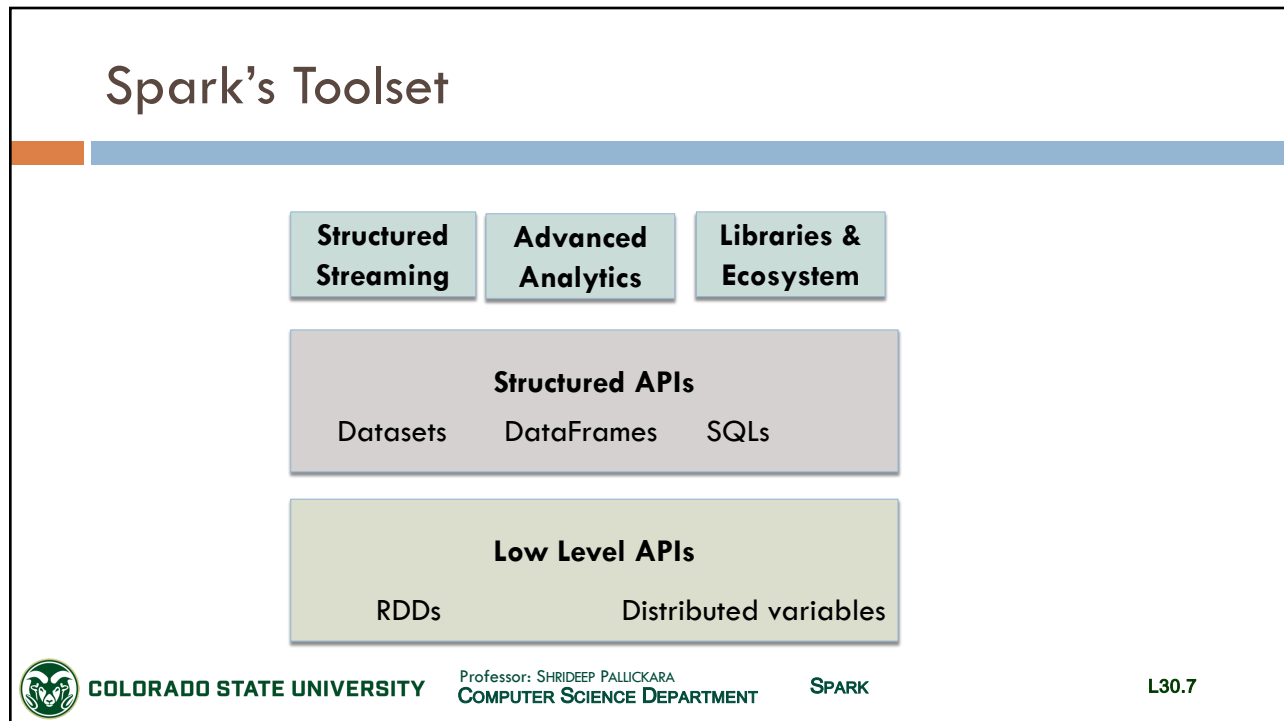 Spark’s Toolset
Structured
Streaming
Advanced
Analytics
Libraries &
Ecosystem
Structured APIs
Datasets DataFrames SQLs
Low Level APIs
RDDs Distributed variables
COLORADO STATE UNIVERSITY
Professor: SHRIDEEP PALLICKARA
COMPUTER SCIENCE DEPARTMENT
SPARK
L30.7